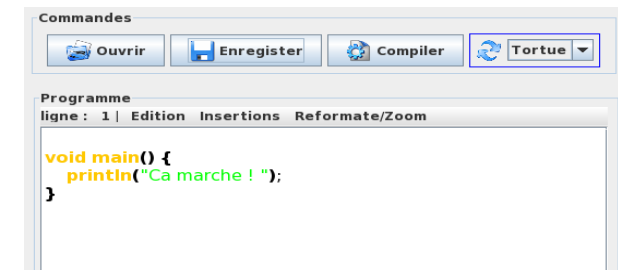 Commandes
Ouvrir Enregister Compiler Tortue
Programme
ligne : 1 | Edition Insertions Reformate/Zoom
void main() {
println("Ca marche ! ");
}